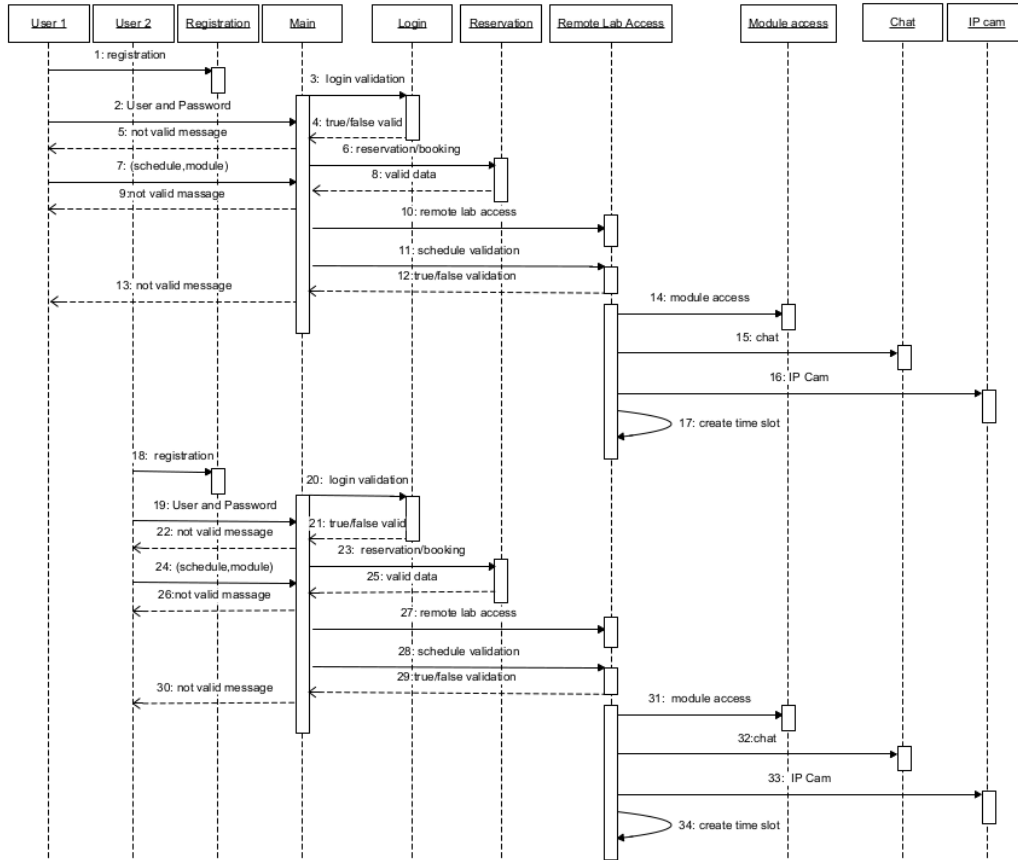 User 1
User 2
Registration
Main
Login
Reservation
Remote Lab Access
Module access
Chat
IP cam
1: registration
3: login validation
2: User and Password
4: true/false valid
5: not valid message
6: reservation/booking
7: (schedule,module)
8: valid data
9:not valid massage
10: remote lab access
11: schedule validation
12:true/false validation
13: not valid message
14: module access
15: chat
16: IP Cam
17: create time slot
18: registration
20: login validation
19: User and Password
21: true/false valid
22: not valid message
23: reservation/booking
24: (schedule,module)
25: valid data
26:not valid massage
27: remote lab access
28: schedule validation
29:true/false validation
30: not valid message
31: module access
32:chat
33: IP Cam
34: create time slot